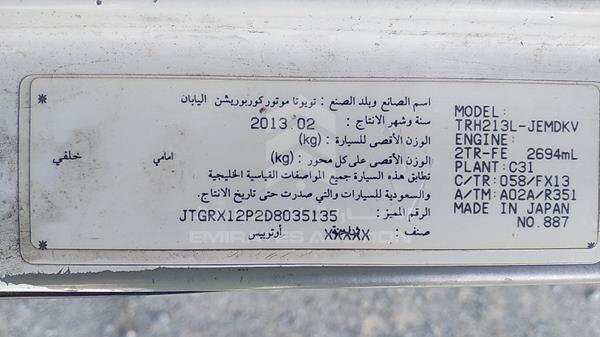 اسم الصانع وبلد الصنع : تويوتا موتور كوربوريشن اليابان
سنة وشهر الانتاج : 2013.02
الوزن الأقصى للسيارة : (kg)
الوزن الأقصى على كل محور : (kg) امامي خلفي
تطابق هذه السيارة جميع المواصفات القياسية الخليجية
والسعودية للسيارات والتي صدرت حتى تاريخ الانتاج.
الرقم المميز : JTGRX12P2D8035135
صنف : XXXXX أوتوبيس
MODEL:
TRH213L-JEMDKV
ENGINE:
2TR-FE 2694mL
PLANT: C31
C/TR: 058/FX13
A/TM: A02A/R351
MADE IN JAPAN
NO.887
EMIRATES AUCTION